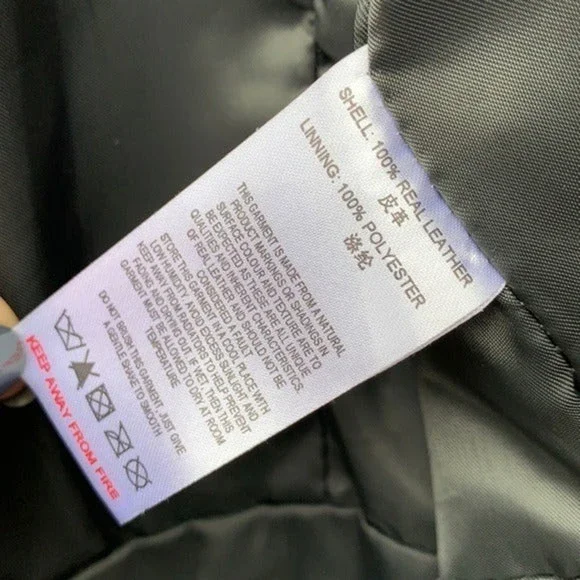 SHELL: 100% REAL LEATHER
皮革
LINNING: 100% POLYESTER
涤纶
THIS GARMENT IS MADE FROM A NATURAL
PRODUCT. MARKINGS OR SHADINGS IN
SURFACE COLOUR AND TEXTURE ARE TO
BE EXPECTED AS THESE ARE ALL UNIQUE
QUALITIES AND INHERENT CHARACTERISTICS
OF REAL LEATHER AND SHOULD NOT BE
CONSIDERED A FAULT
STORE THIS GARMENT IN A COOL PLACE WITH
LOW HUMIDITY. AVOID EXCESS SUNLIGHT AND
KEEP AWAY FROM RADIATORS TO HELP PREVENT
FADING AND DRYING OUT. IF WET THEN THIS
GARMENT MUST BE ALLOWED TO DRY AT ROOM
TEMPERATURE
DO NOT BRUSH THIS GARMENT JUST GIVE
A GENTLE SHAKE TO SMOOTH
KEEP AWAY FROM FIRE